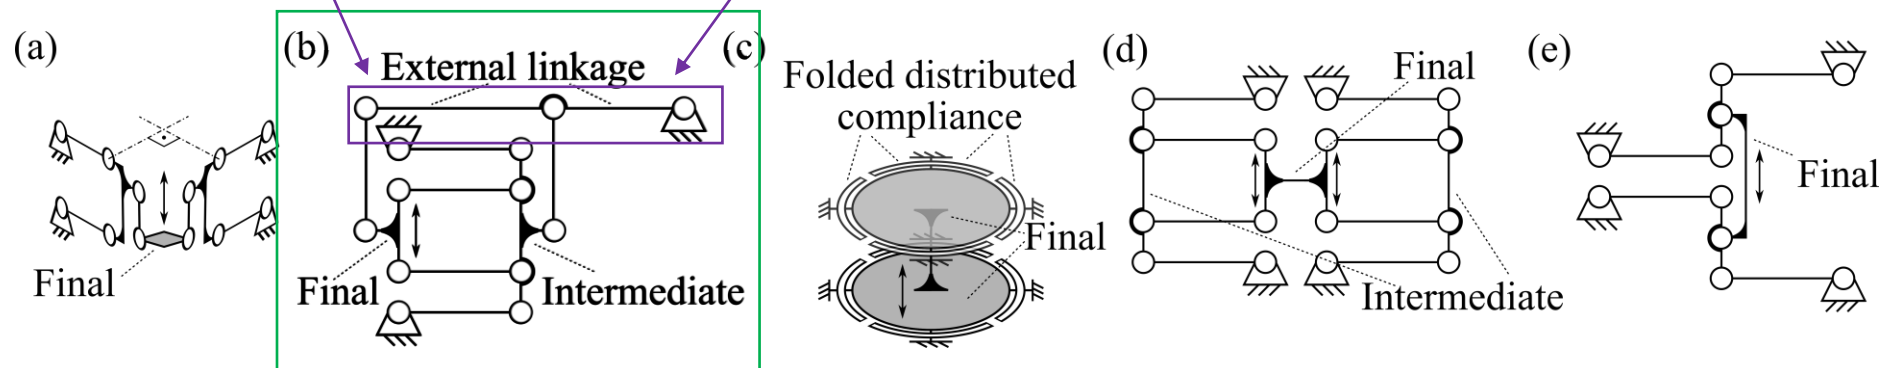 (a)
Final
(b)
External linkage
Final
Intermediate
(c)
Folded distributed
compliance
Final
(d)
Final
Intermediate
(e)
Final